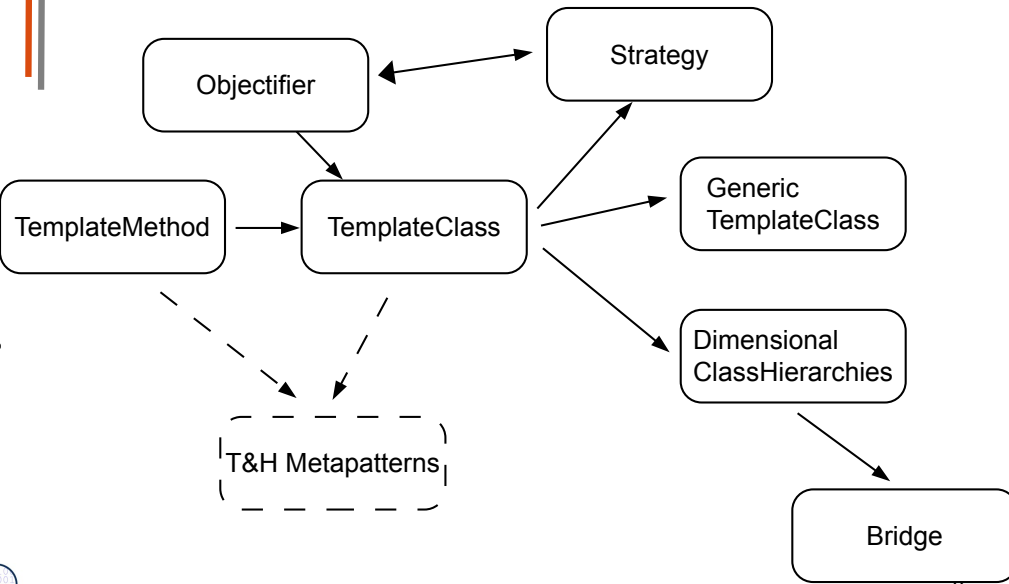 Strategy
Objectifier
Generic
TemplateClass
TemplateMethod
TemplateClass
Dimensional
ClassHierarchies
T&H Metapatterns
Bridge